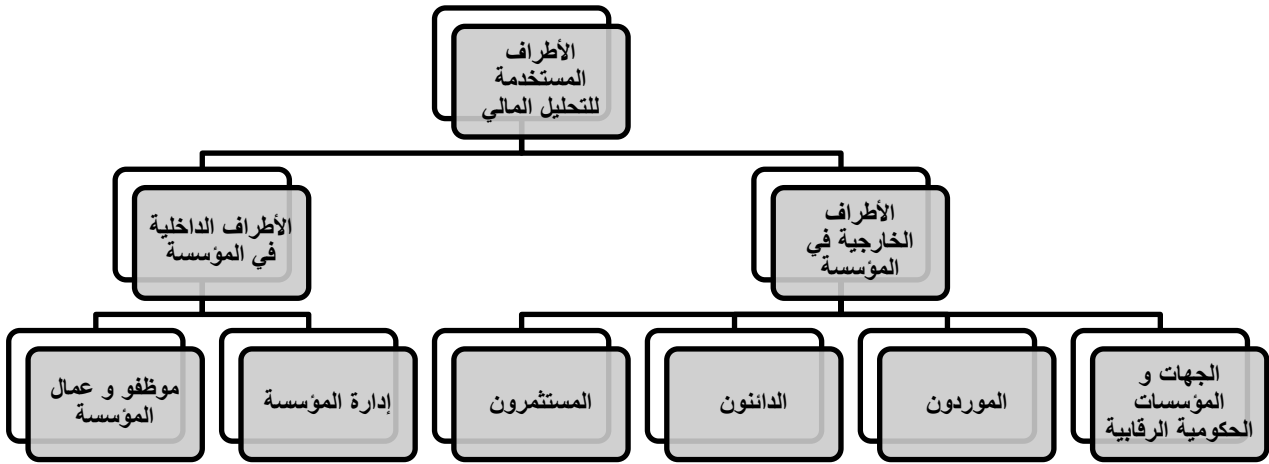 الأطراف
المستخدمة
للتحليل المالي
الأطراف
الخارجية في
المؤسسة
الأطراف الداخلية
في المؤسسة
الجهات و
المؤسسات
الحكومية الرقابية
الموردون
الدائنون
المستثمرون
إدارة المؤسسة
موظفو و عمال
المؤسسة